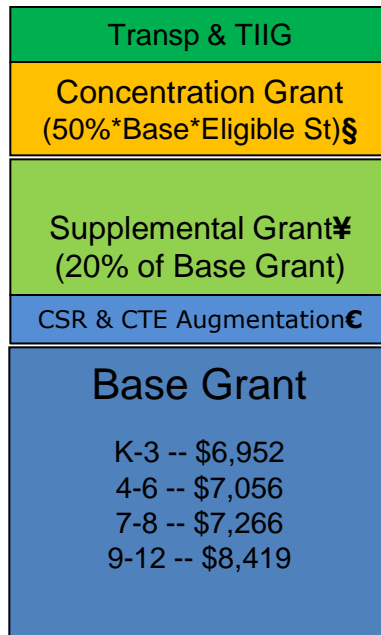 Transp & TIIG
Concentration Grant
(50%*Base*Eligible St)§
Supplemental Grant¥
(20% of Base Grant)
CSR & CTE Augmentation€
Base Grant
K-3 -- $6,952
4-6 -- $7,056
7-8 -- $7,266
9-12 -- $8,419